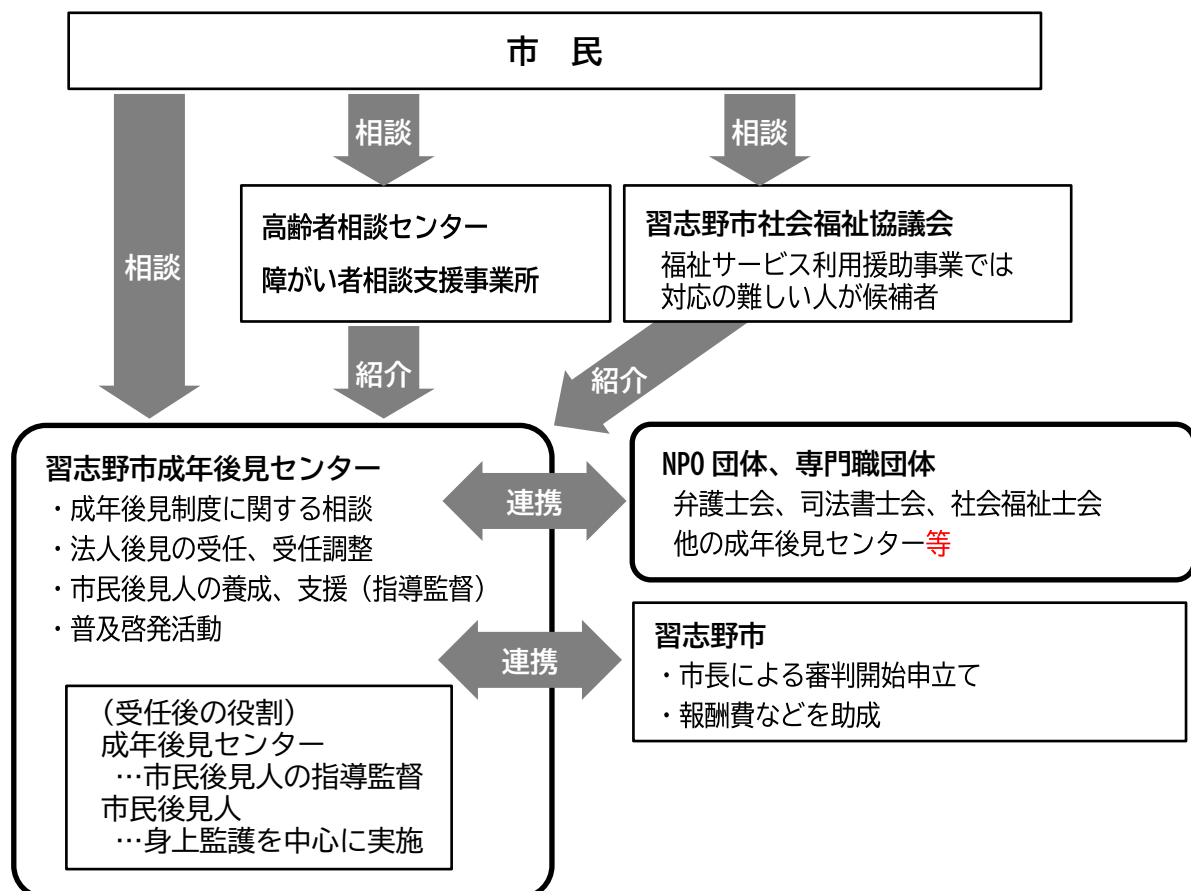 市　民
相談
相談
相談
高齢者相談センター
障がい者相談支援事業所
習志野市社会福祉協議会
福祉サービス利用援助事業では
対応の難しい人が候補者
紹介
紹介
習志野市成年後見センター
・成年後見制度に関する相談
・法人後見の受任、受任調整
・市民後見人の養成、支援（指導監督）
・普及啓発活動
（受任後の役割）
成年後見センター
…市民後見人の指導監督
市民後見人
…身上監護を中心に実施
連携
NPO 団体、専門職団体
弁護士会、司法書士会、社会福祉士会
他の成年後見センター等
連携
習志野市
・市長による審判開始申立て
・報酬費などを助成